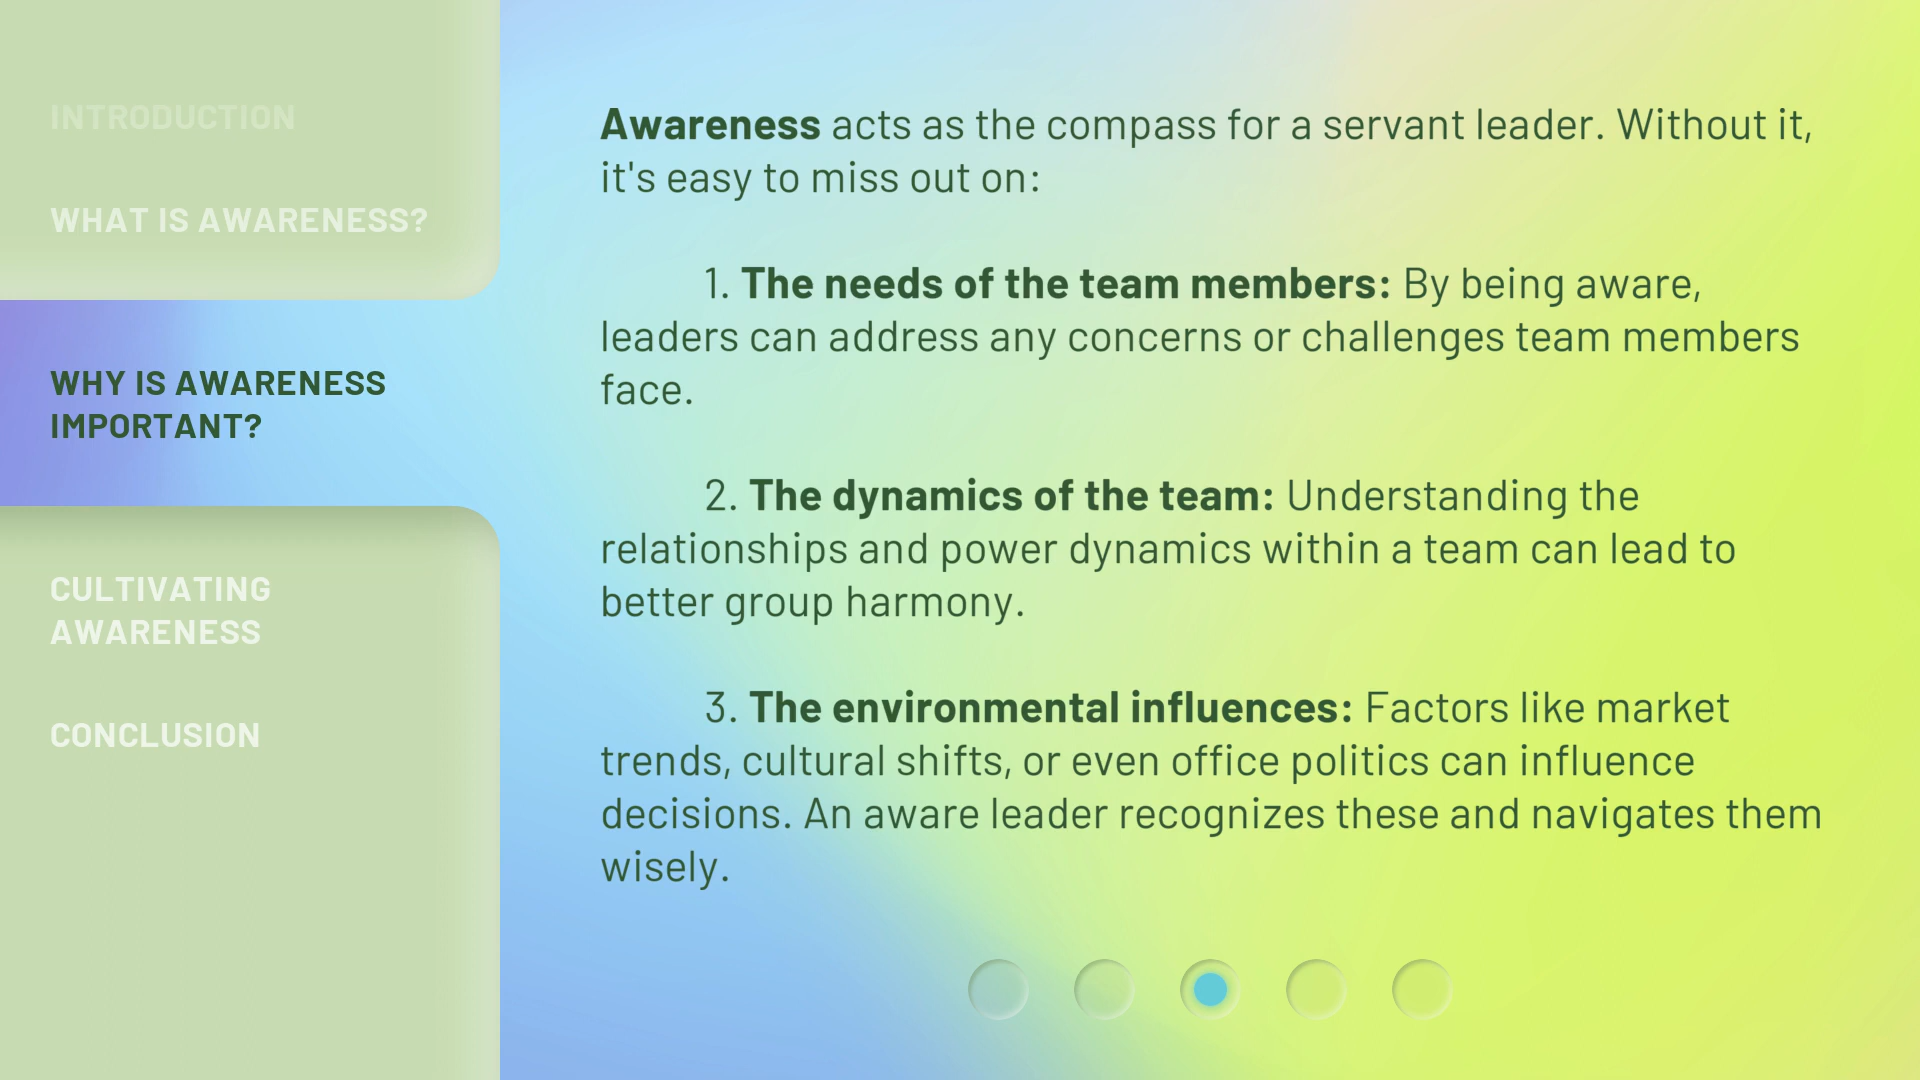 INTRODUCTION
WHAT IS AWARENESS?
WHY IS AWARENESS
IMPORTANT?
CULTIVATING
AWARENESS
CONCLUSION
Awareness acts as the compass for a servant leader. Without it,
it's easy to miss out on:
1. The needs of the team members: By being aware,
leaders can address any concerns or challenges team members
face.
2. The dynamics of the team: Understanding the
relationships and power dynamics within a team can lead to
better group harmony.
3. The environmental influences: Factors like market
trends, cultural shifts, or even office politics can influence
decisions. An aware leader recognizes these and navigates them
wisely.